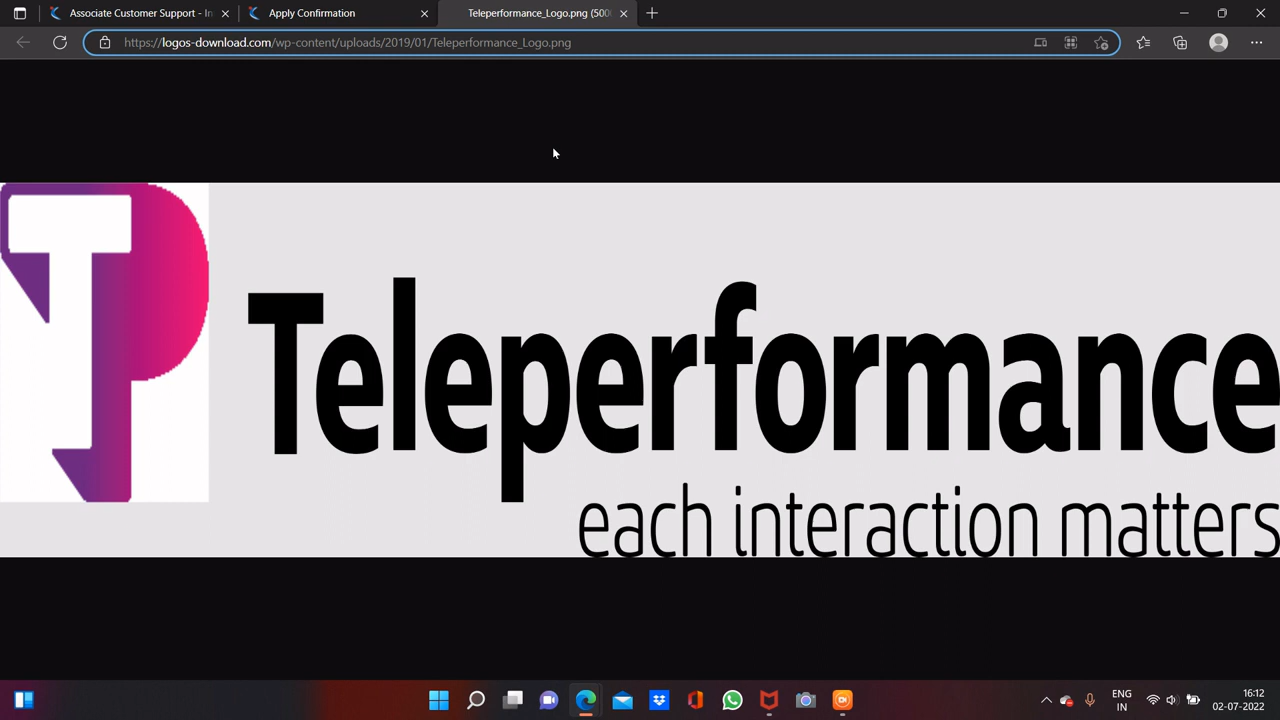 Associate Customer Support - In
Apply Confirmation
Teleperformance_Logo.png (500
https://logos-download.com/wp-content/uploads/2019/01/Teleperformance_Logo.png
TP
Teleperformance
each interaction matters
ENG
IN
16:12
02-07-2022